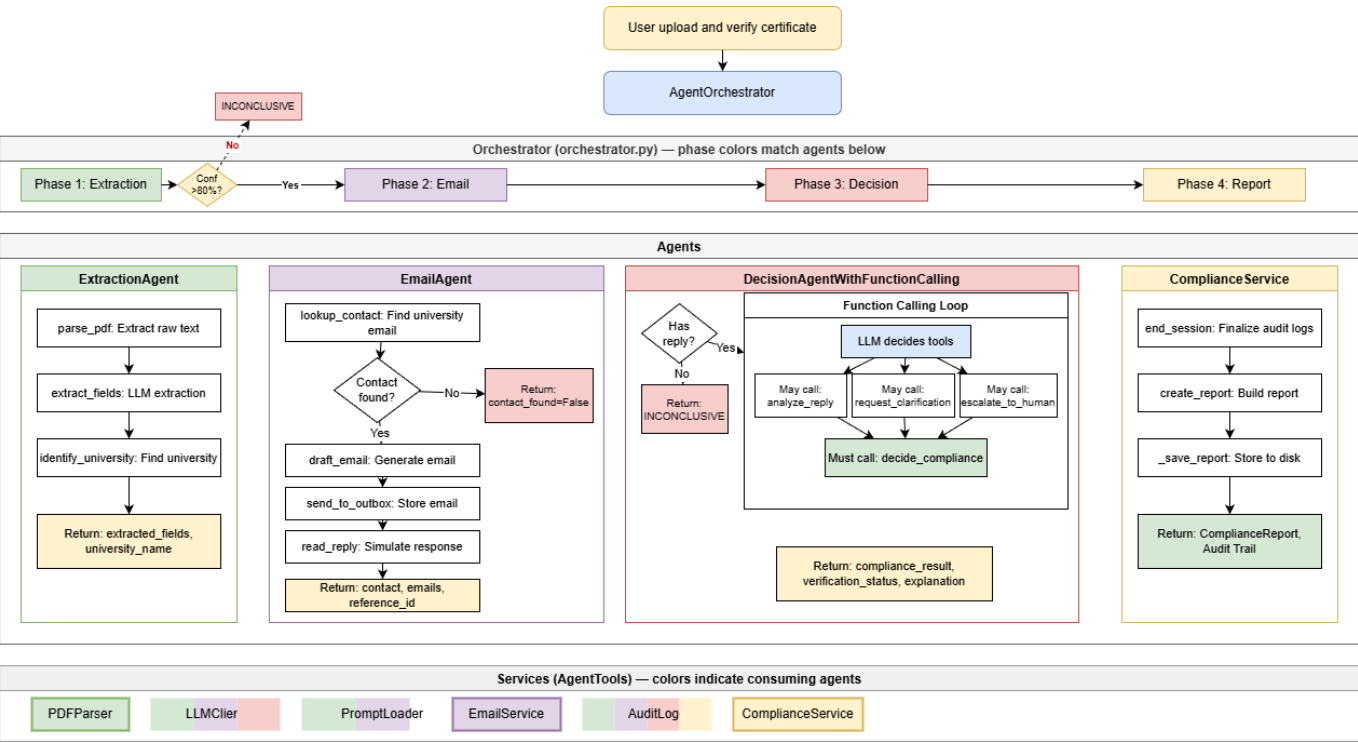 User upload and verify certificate
AgentOrchestrator
INCONCLUSIVE
No
Orchestrator (orchestrator.py) — phase colors match agents below
Phase 1: Extraction
Conf
>80%?
Yes
Phase 2: Email
Phase 3: Decision
Phase 4: Report
Agents
ExtractionAgent
parse_pdf: Extract raw text
extract_fields: LLM extraction
identify_university: Find university
Return: extracted_fields,
university_name
EmailAgent
lookup_contact: Find university
email
Contact
found?
No
Return:
contact_found=False
Yes
draft_email: Generate email
send_to_outbox: Store email
read_reply: Simulate response
Return: contact, emails,
reference_id
DecisionAgentWithFunctionCalling
Has
reply?
Yes
No
Return:
INCONCLUSIVE
Function Calling Loop
LLM decides tools
May call:
analyze_reply
May call:
request_clarification
May call:
escalate_to_human
Must call: decide_compliance
Return: compliance_result,
verification_status, explanation
ComplianceService
end_session: Finalize audit logs
create_report: Build report
_save_report: Store to disk
Return: ComplianceReport,
Audit Trail
Services (AgentTools) — colors indicate consuming agents
PDFParser
LLMClier
PromptLoader
EmailService
AuditLog
ComplianceService